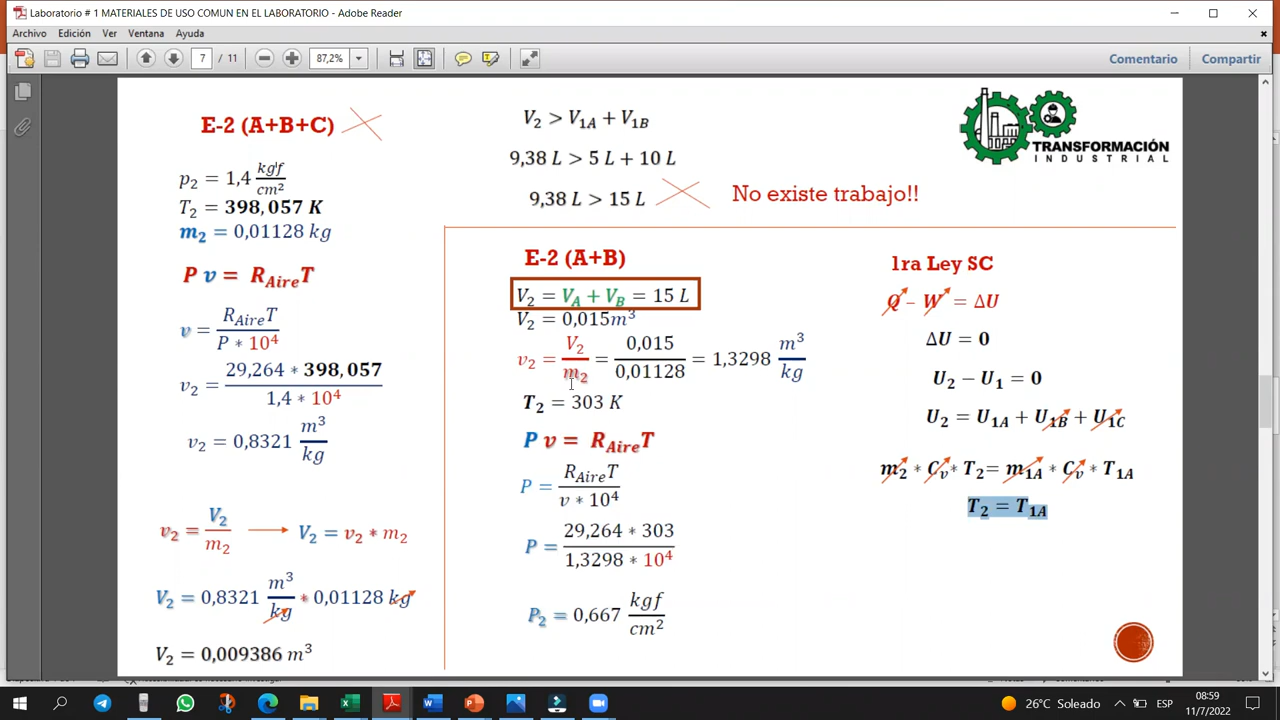 Laboratorio # 1 MATERIALES DE USO COMUN EN EL LABORATORIO - Adobe Reader
Archivo Edición Ver Ventana Ayuda
7 / 11 87,2% Comentario Compartir
E-2 (A+B+C)
p₂ = 1,4 kgf/cm²
T₂ = 398,057 K
m₂ = 0,01128 kg
P v = R_Aire T
v = R_Aire T / P * 10⁴
v₂ = 29,264 * 398,057 / 1,4 * 10⁴
v₂ = 0,8321 m³/kg
v₂ = V₂/m₂ → V₂ = v₂ * m₂
V₂ = 0,8321 m³/kg * 0,01128 kg
V₂ = 0,009386 m³
V₂ > V₁A + V₁B
9,38 L > 5 L + 10 L
9,38 L > 15 L
No existe trabajo!!
TRANSFORMACIÓN
INDUSTRIAL
E-2 (A+B)
V₂ = V_A + V_B = 15 L
V₂ = 0,015m³
v₂ = V₂/m₂ = 0,015/0,01128 = 1,3298 m³/kg
T₂ = 303 K
P v = R_Aire T
P = R_Aire T / v * 10⁴
P = 29,264 * 303 / 1,3298 * 10⁴
P₂ = 0,667 kgf/cm²
1ra Ley SC
Q − W = ΔU
ΔU = 0
U₂ − U₁ = 0
U₂ = U₁A + U₁B + U₁C
m₂ * Cv * T₂= m₁A * Cv * T₁A
T₂ = T₁A
26°C Soleado
ESP
08:59
11/7/2022